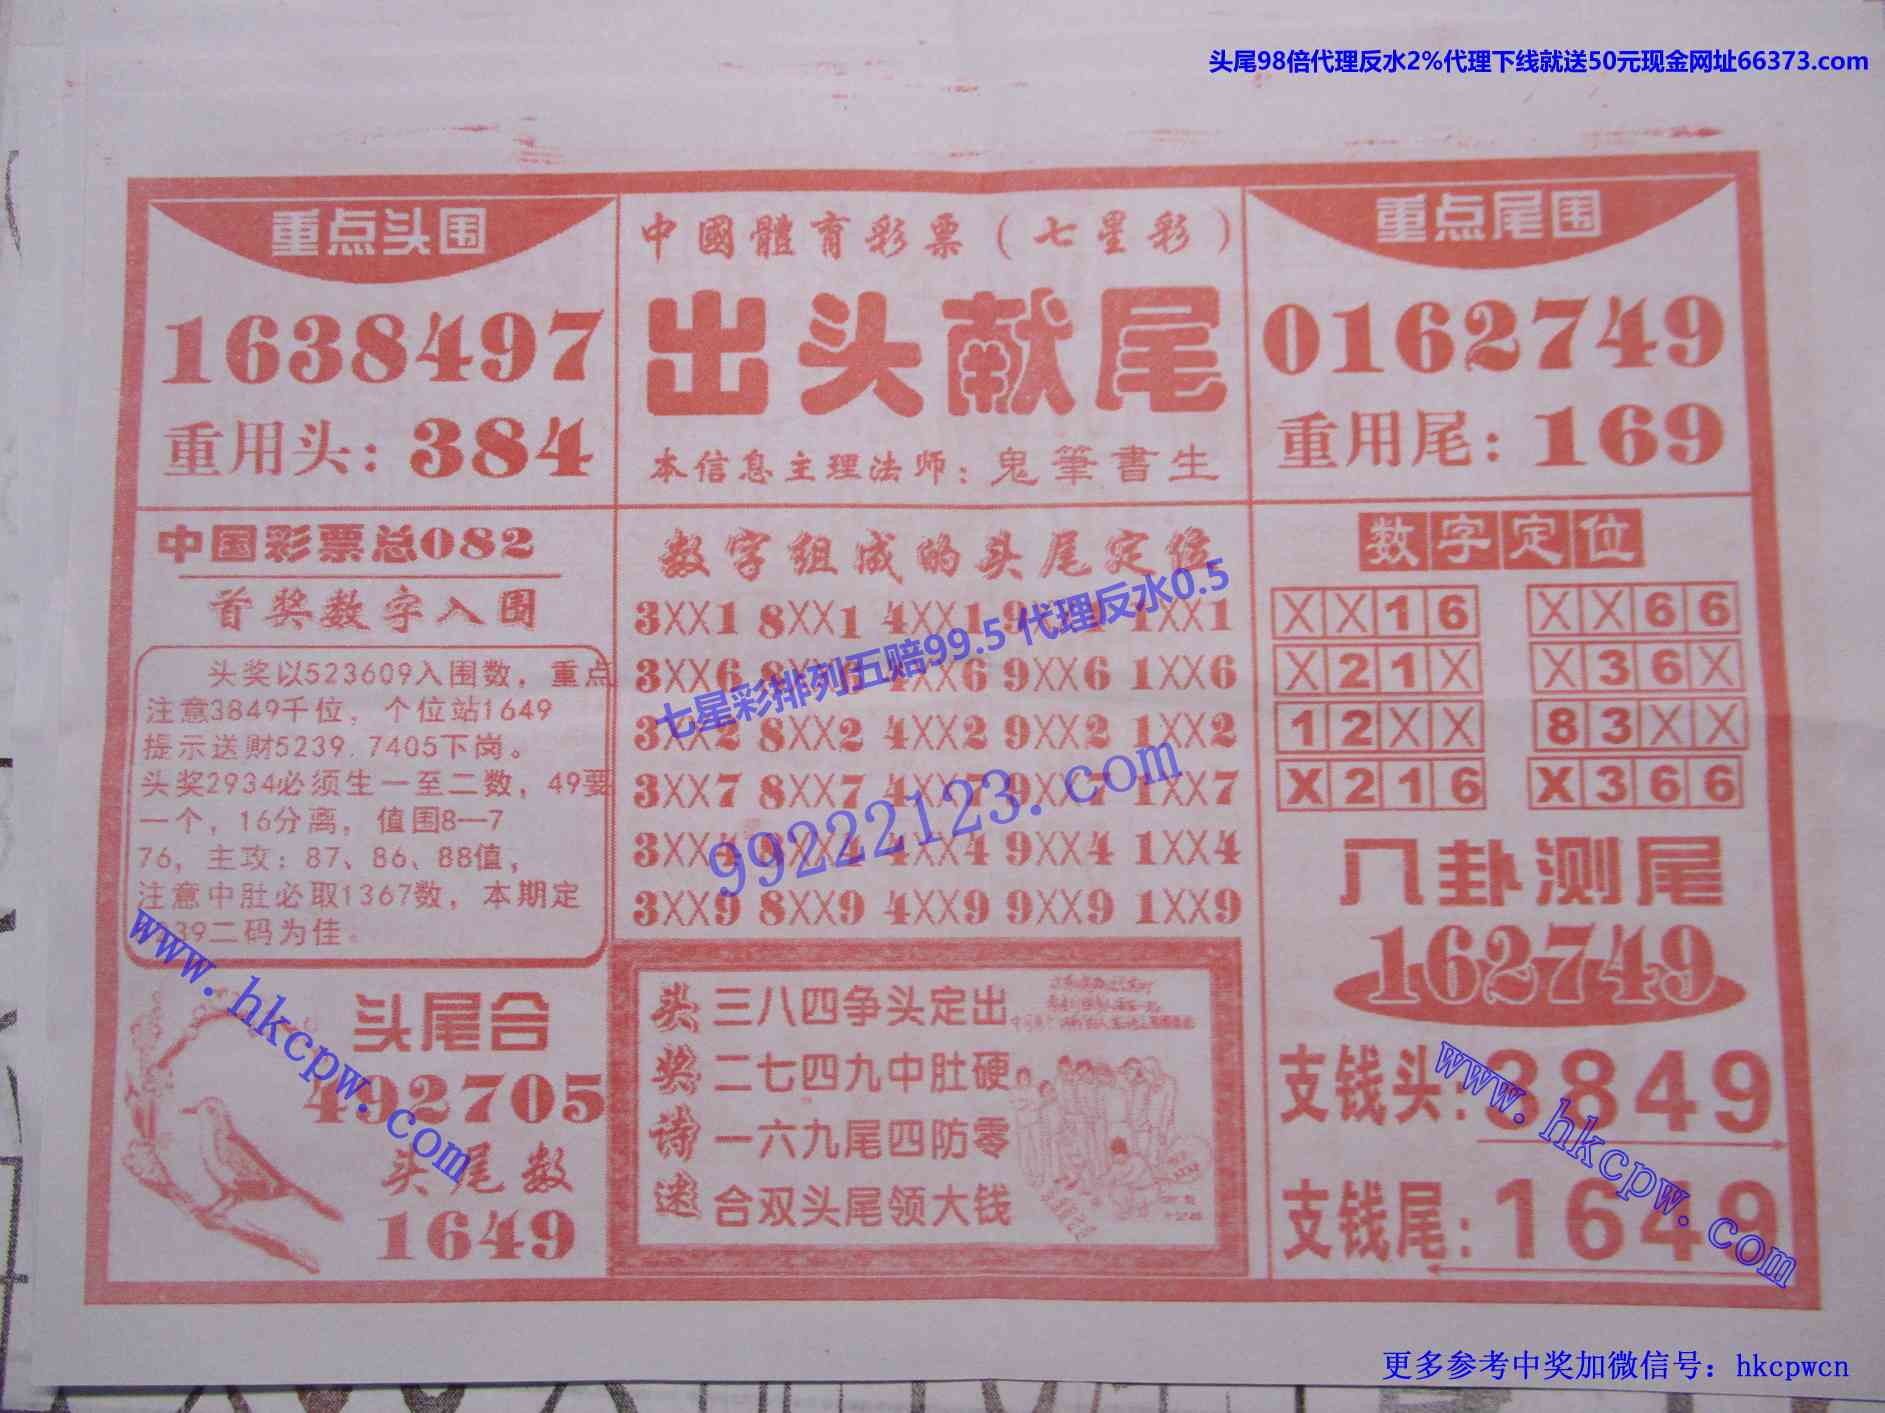 头尾98倍代理反水2%代理下线就送50元现金网址66373.com
重点头围
1638497
重用头：384
中國體育彩票（七星彩）
出头献尾
本信息主理法师：鬼筆書生
重点尾围
0162749
重用尾：169
中国彩票总082
首奖数字入围
头奖以523609入围数，重点
注意3849千位，个位站1649
提示送财5239.7405下岗。
头奖2934必须生一至二数，49要
一个，16分离，值围8—7
76，主攻：87、86、88值，
注意中肚必取1367数，本期定
39二码为佳。
头尾合
492705
头尾数
1649
数字组成的头尾定位
3XX1 8XX1 4XX1 9XX1 1XX1
3XX6 8XX6 4XX6 9XX6 1XX6
3XX2 8XX2 4XX2 9XX2 1XX2
3XX7 8XX7 4XX7 9XX7 1XX7
3XX4 8XX4 4XX4 9XX4 1XX4
3XX9 8XX9 4XX9 9XX9 1XX9
七星彩排列五赔99.5 代理反水0.5
99222123.com
头奖诗迷
三八四争头定出
二七四九中肚硬
一六九尾四防零
合双头尾领大钱
数字定位
XX16 XX66
X21X X36X
12XX 83XX
X216 X366
八卦测尾
162749
支钱头：3849
支钱尾：1649
www.hkcpw.com
www.hkcpw.com
更多参考中奖加微信号：hkcpwcn